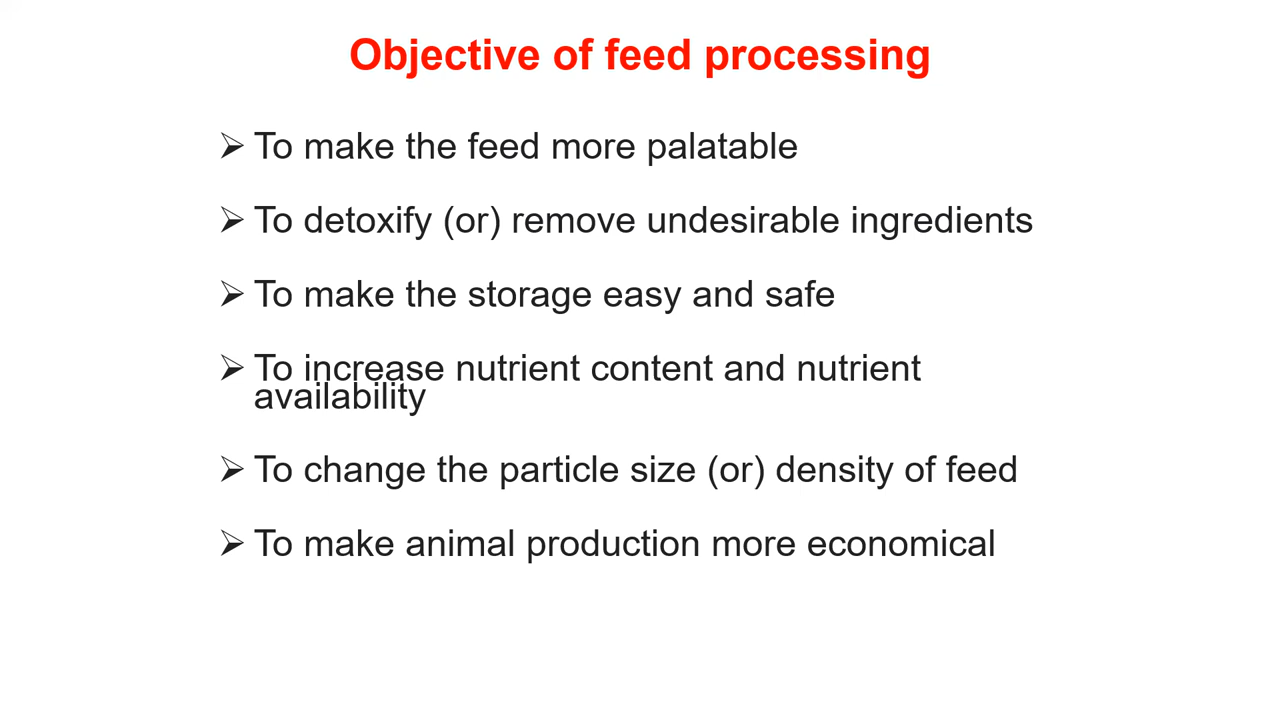 Objective of feed processing
➢ To make the feed more palatable
➢ To detoxify (or) remove undesirable ingredients
➢ To make the storage easy and safe
➢ To increase nutrient content and nutrient
availability
➢ To change the particle size (or) density of feed
➢ To make animal production more economical